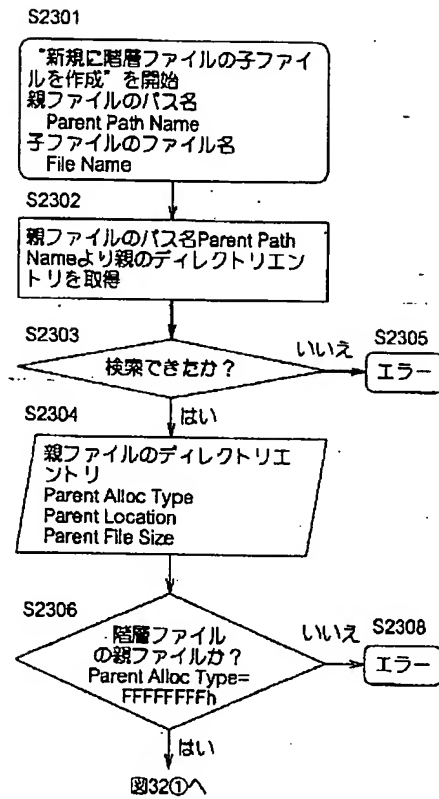 S2301
“新規に階層ファイルの子ファイ
ルを作成”を開始
親ファイルのパス名
Parent Path Name
子ファイルのファイル名
File Name
S2302
親ファイルのパス名Parent Path
Nameより親のディレクトリエン
トリを取得
S2303
検索できたか?
いいえ
S2305
エラー
はい
S2304
親ファイルのディレクトリエ
ントリ
Parent Alloc Type
Parent Location
Parent File Size
S2306
階層ファイル
の親ファイルか?
Parent Alloc Type=
FFFFFFFFh
いいえ
S2308
エラー
はい
図32①へ